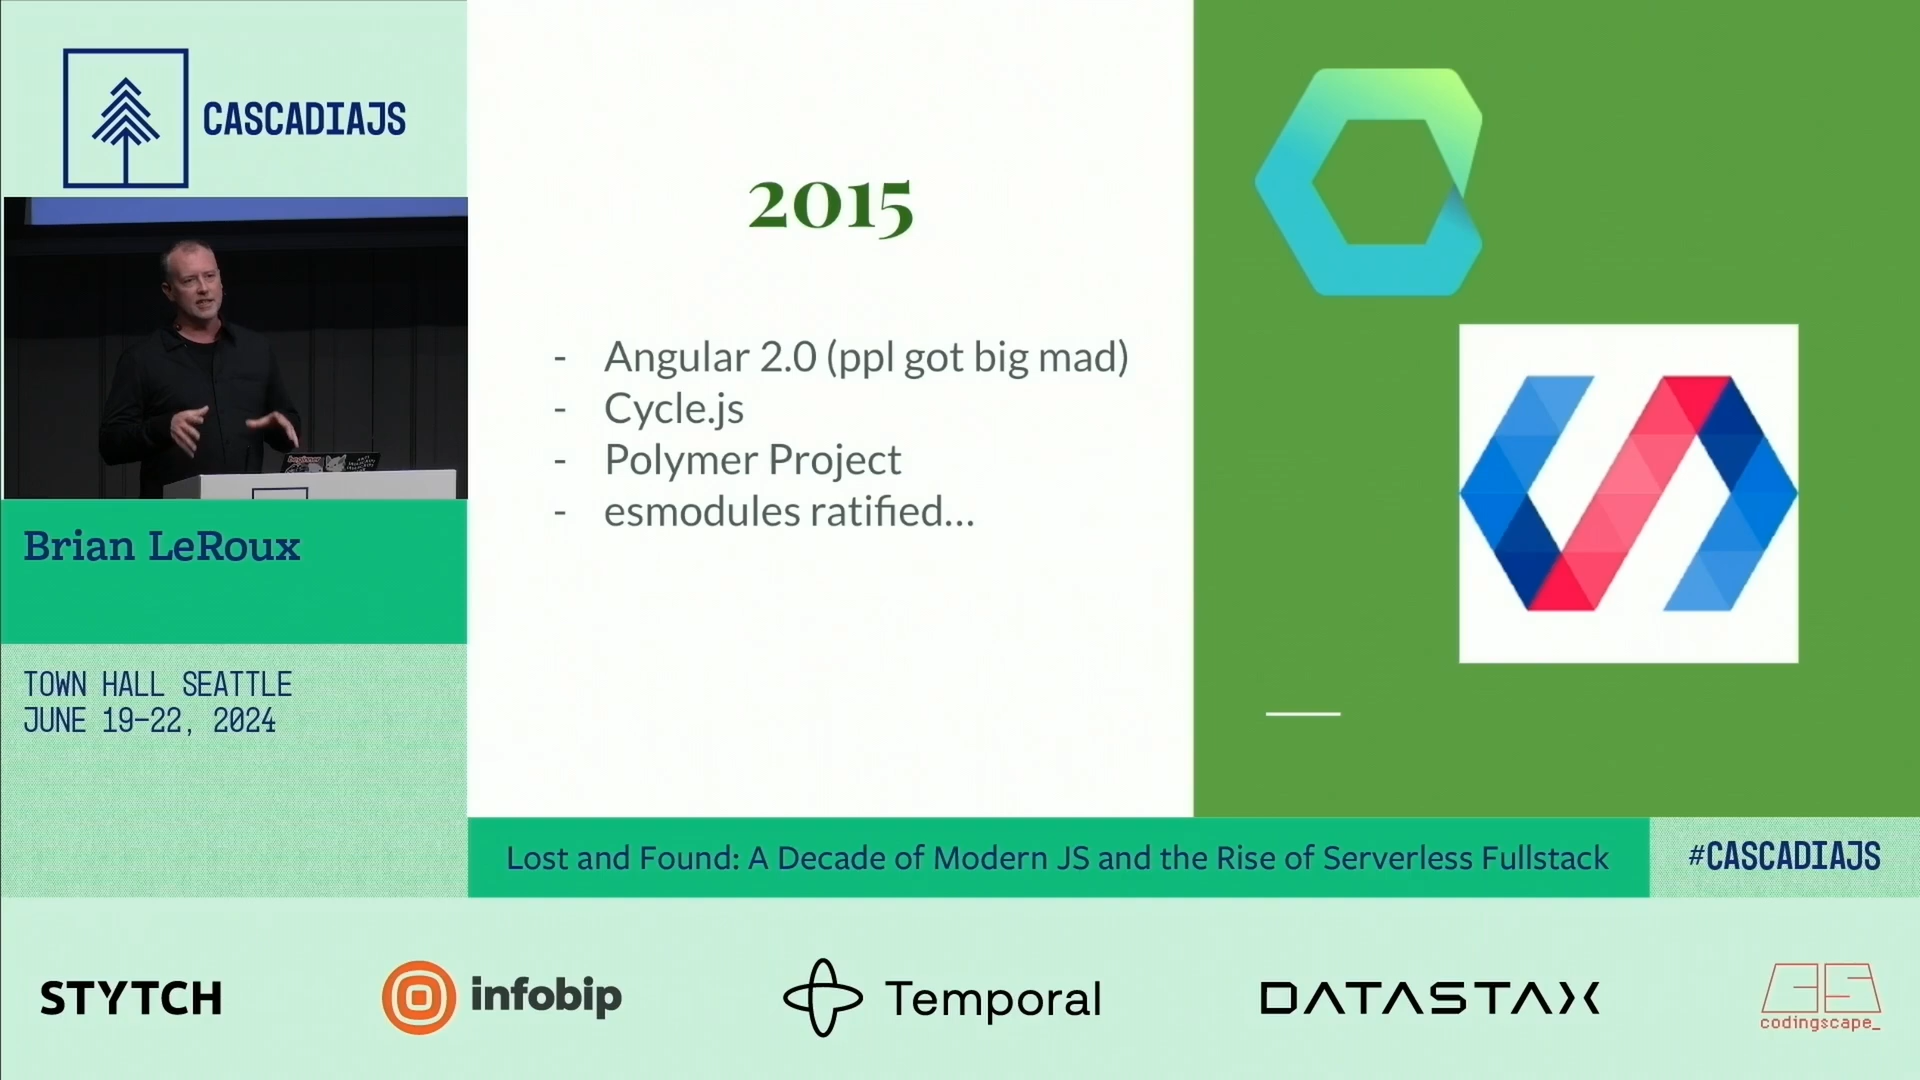 CASCADIAJS
2015
- Angular 2.0 (ppl got big mad)
- Cycle.js
- Polymer Project
- esmodules ratified...
Brian LeRoux
TOWN HALL SEATTLE
JUNE 19-22, 2024
Lost and Found: A Decade of Modern JS and the Rise of Serverless Fullstack
#CASCADIAJS
STYTCH
infobip
Temporal
DATASTAX
CS
codingscape_